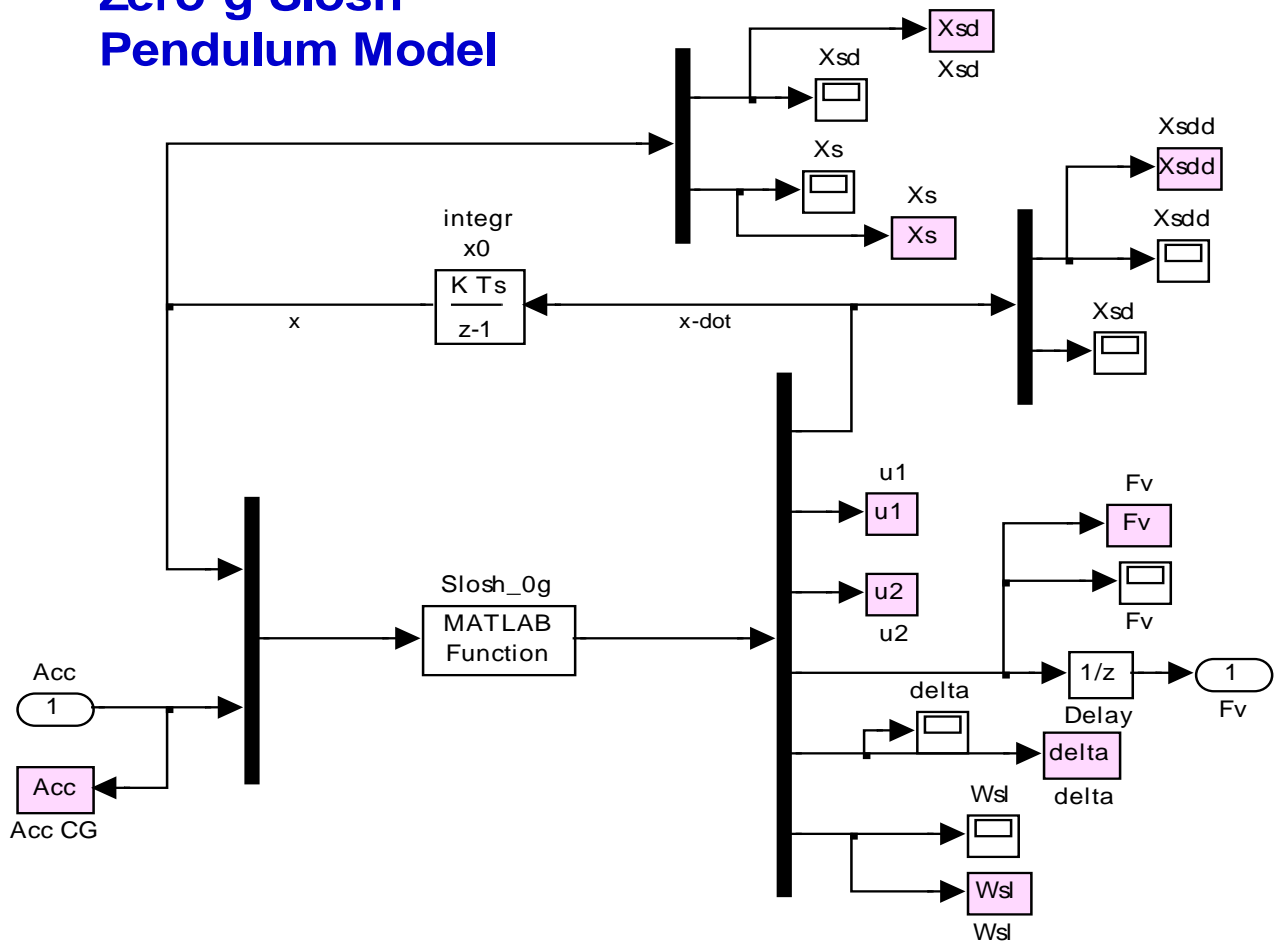 Zero-g Slosh
Pendulum Model
Xsd
Xsd
Xsd
Xs
Xs
Xs
Xsdd
Xsdd
Xsdd
Xsd
integr
x0
K Ts
z-1
x
x-dot
u1
u1
u2
u2
Fv
Fv
Fv
Slosh_0g
MATLAB
Function
Acc
1
Acc
Acc CG
1/z
Delay
1
Fv
delta
delta
delta
Wsl
Wsl
Wsl